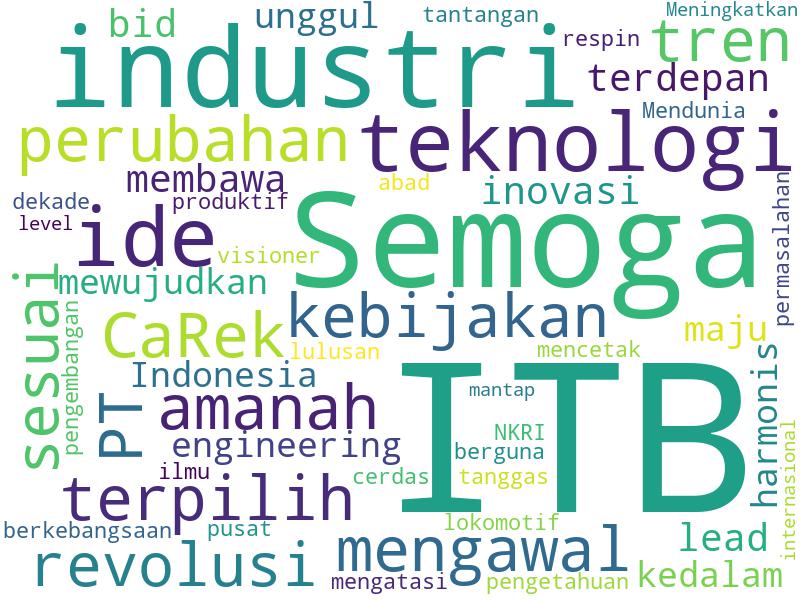 Meningkatkan
bid
unggul
tantangan
industri
respin
tren
terdepan
perubahan
teknologi
Mendunia
membawa
abad
inovasi
permasalahan
dekade
produktif
level
ide
Semoga
visioner
mewujudkan
sesuai
kebijakan
CaRek
maju
pengembangan
lulusan
mencetak
Indonesia
ITB
harmonis
PT
amanah
mantap
NKRI
engineering
berguna
ilmu
cerdas
tanggas
internasional
terpilih
berkebangsaan
pusat
lokomotif
lead
revolusi
mengawal
mengatasi
pengetahuan
kedalam